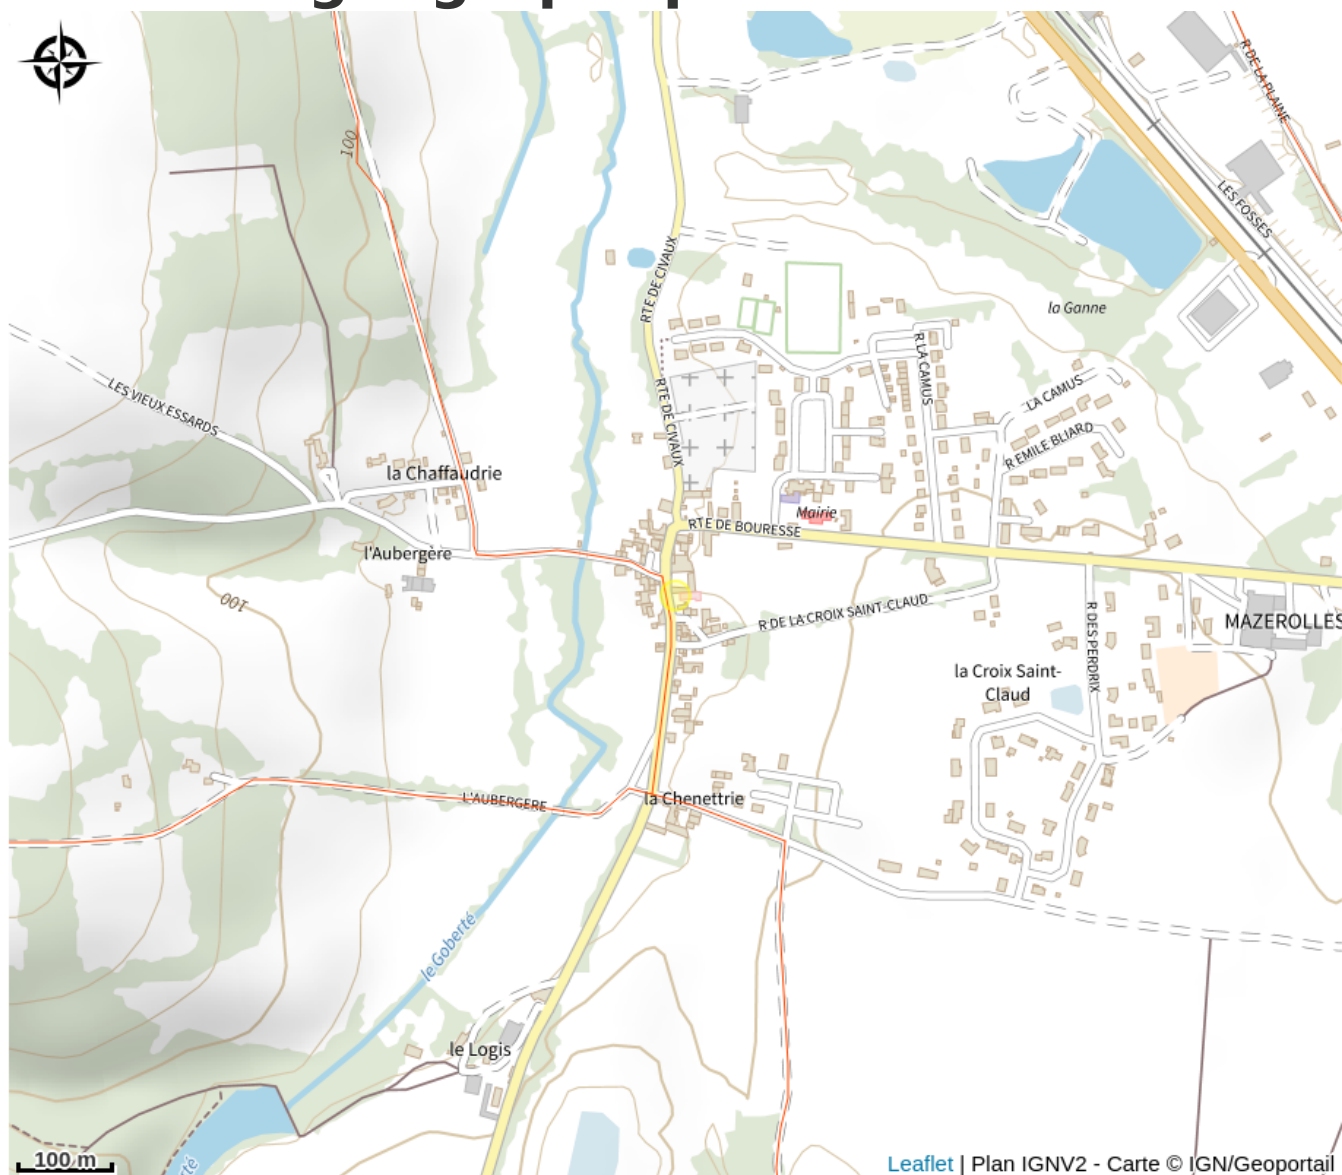 100
R DE LA PLAINE
LES FOSSES
RTE DE CIVAUX
la Ganne
R LA CAMUS
LA CAMUS
LES VIEUX ESSARDS
RTE DE CIVAUX
R EMILE BLIARD
la Chaffaudrie
Mairie
RTE DE BOURESSE
l'Aubergère
100
R DE LA CROIX SAINT-CLAUD
R DES PERDRIX
MAZEROLLES
la Croix Saint-
Claud
L'AUBERGERE
la Chenettrie
le Goberté
le Logis
100 m
Leaflet | Plan IGNV2 - Carte © IGN/Geoportail